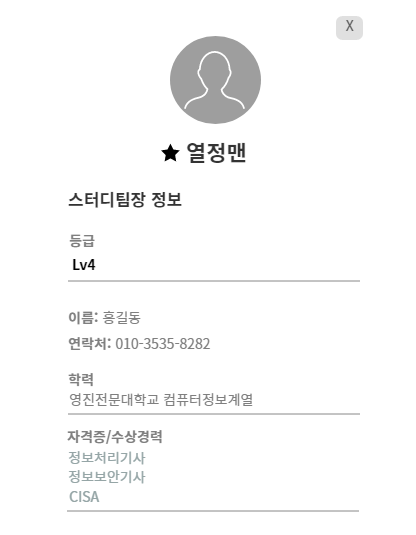 X
★ 열정맨
스터디팀장 정보
등급
Lv4
이름: 홍길동
연락처: 010-3535-8282
학력
영진전문대학교 컴퓨터정보계열
자격증/수상경력
정보처리기사
정보보안기사
CISA